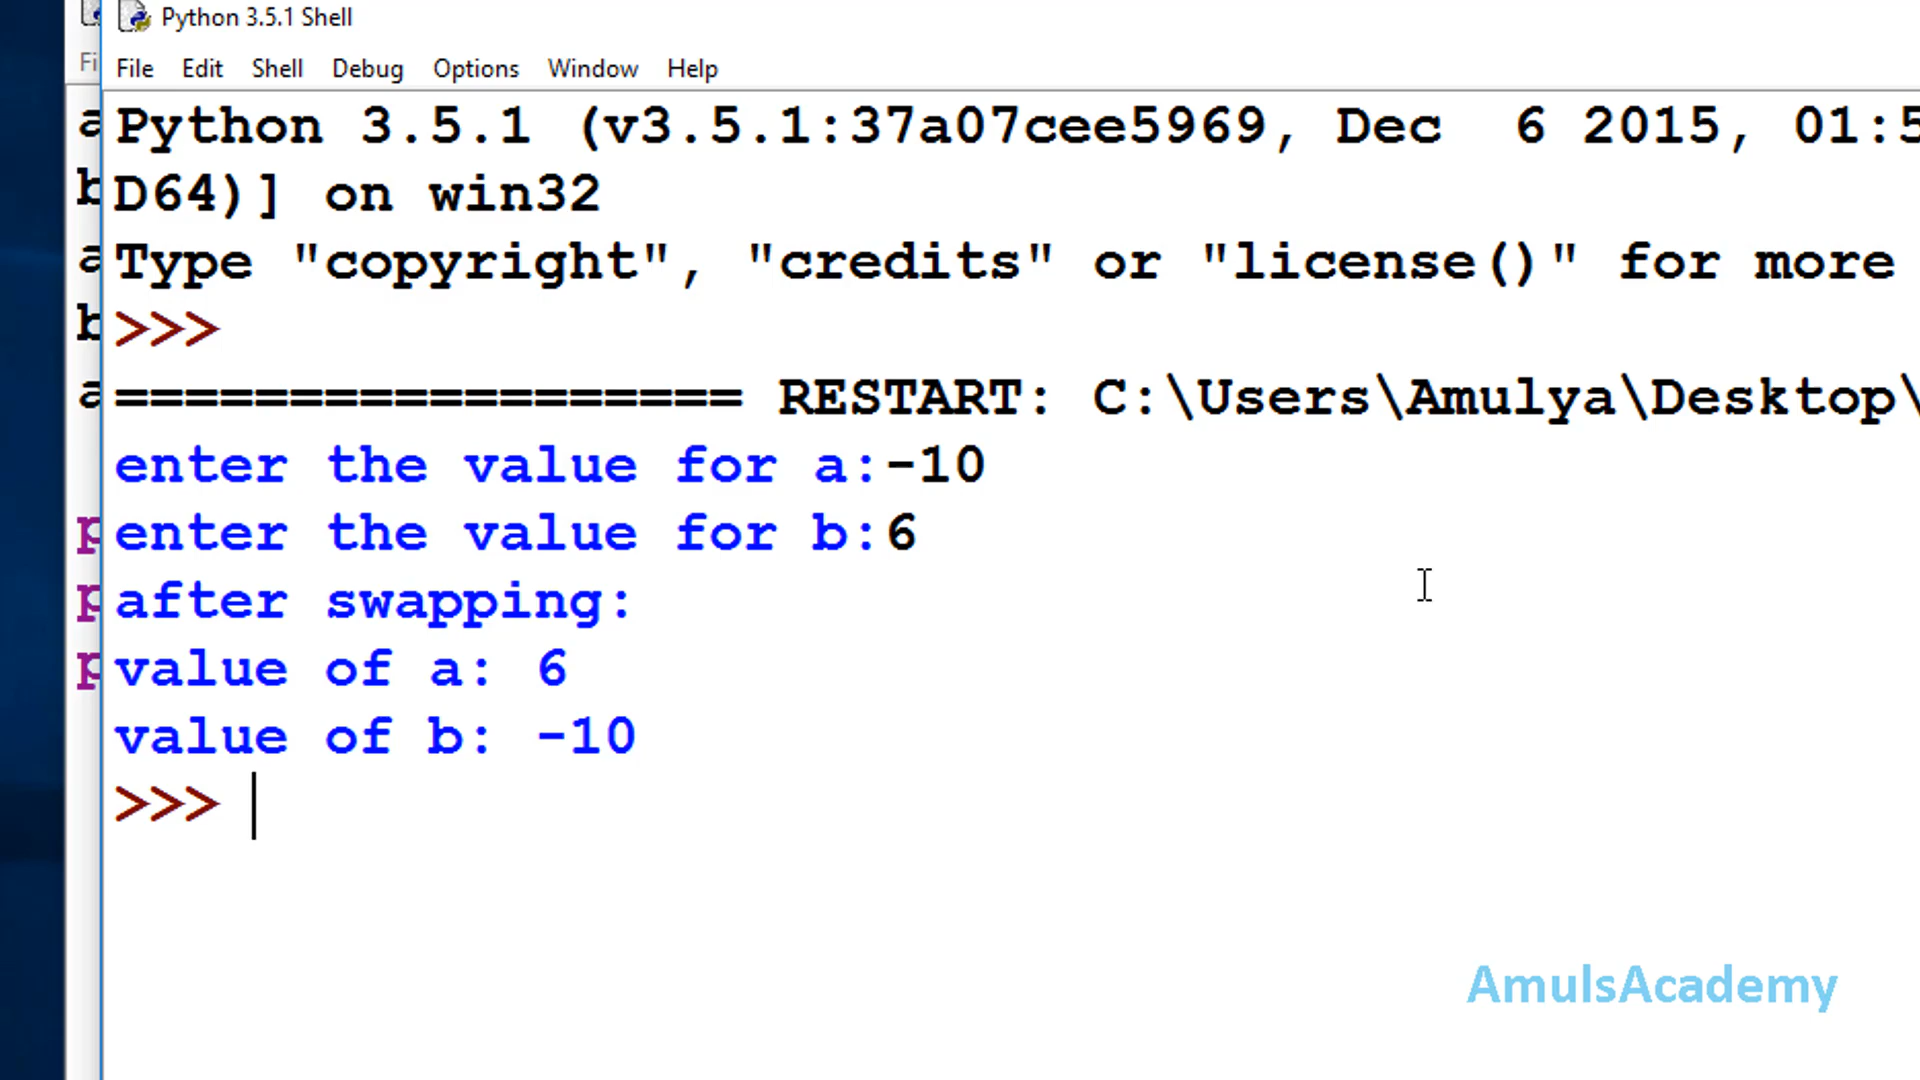 Python 3.5.1 Shell
File Edit Shell Debug Options Window Help
Python 3.5.1 (v3.5.1:37a07cee5969, Dec  6 2015, 01:5
D64)] on win32
Type "copyright", "credits" or "license()" for more
>>>
================== RESTART: C:\Users\Amulya\Desktop\
enter the value for a:-10
enter the value for b:6
after swapping:
value of a: 6
value of b: -10
>>>
AmulsAcademy